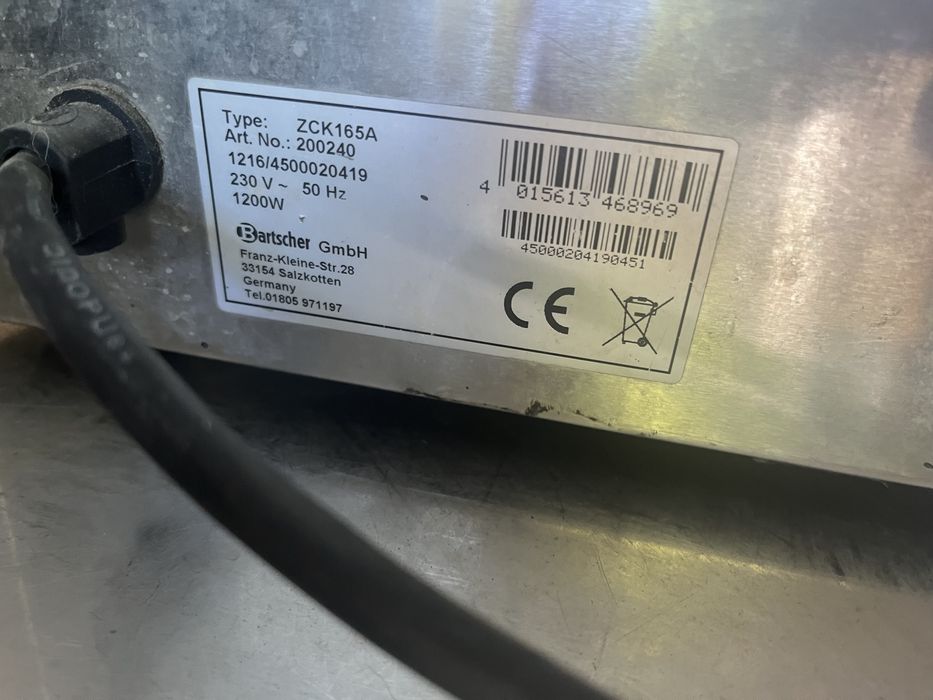 Type: ZCK165A
Art. No.: 200240
1216/4500020419
230 V ~ 50 Hz
1200W
Bartscher GmbH
Franz-Kleine-Str.28
33154 Salzkotten
Germany
Tel.01805 971197
4 015613 468969
45000204190451
CE